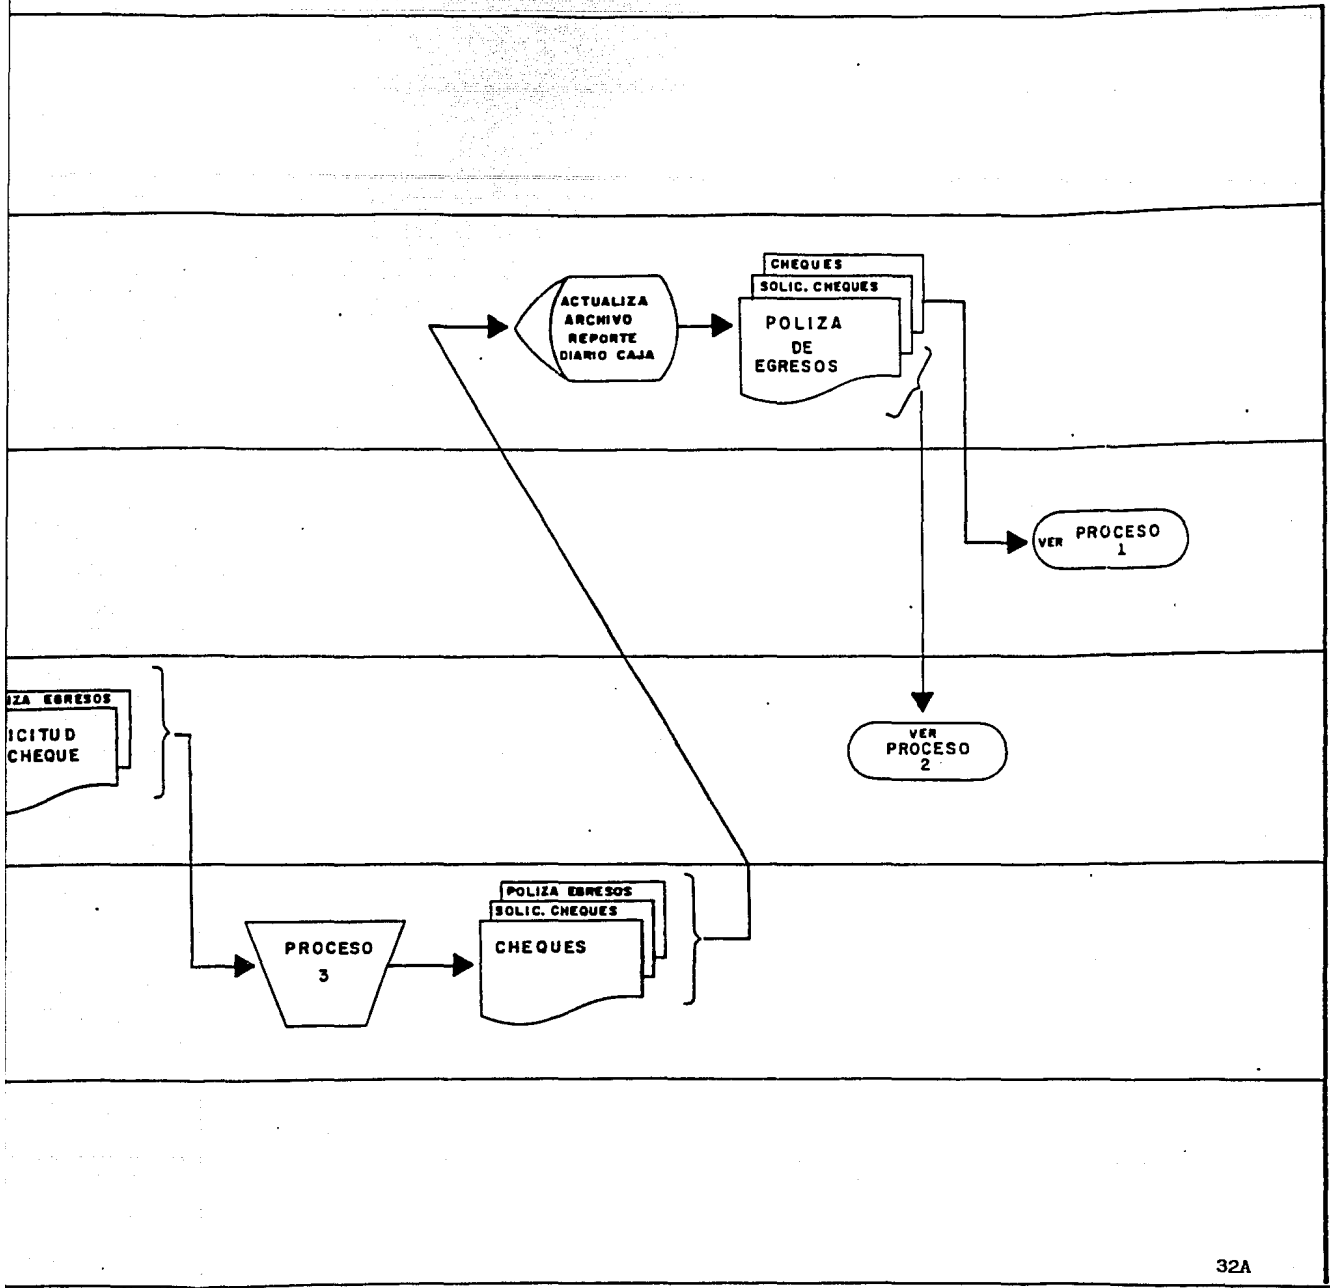 CHEQUES
SOLIC. CHEQUES
POLIZA
DE
EGRESOS
ACTUALIZA
ARCHIVO
REPORTE
DIARIO CAJA
VER PROCESO
1
IZA EGRESOS
ICITUD
CHEQUE
VER
PROCESO
2
POLIZA EGRESOS
SOLIC. CHEQUES
CHEQUES
PROCESO
3
32A